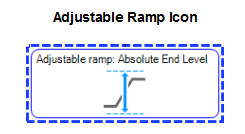 Adjustable Ramp Icon
Adjustable ramp: Absolute End Level